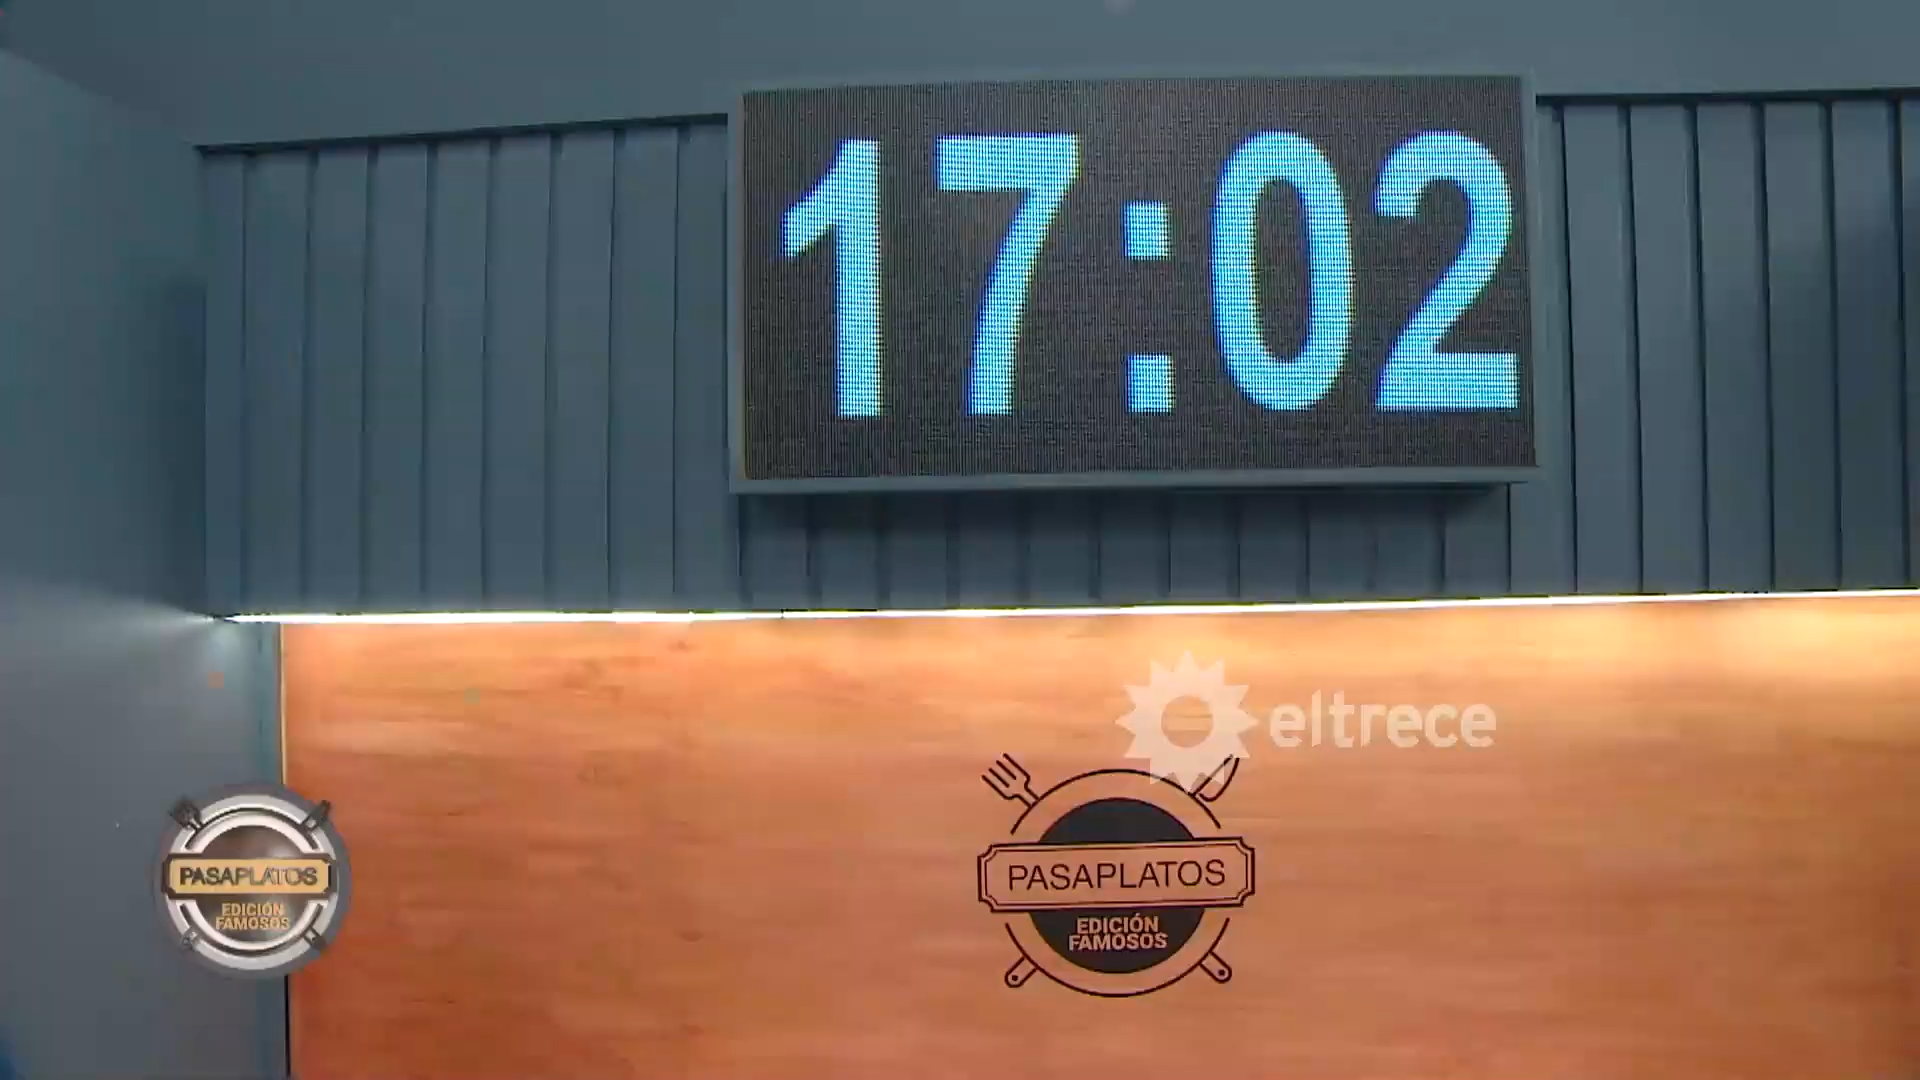 17:02
eltrece
PASAPLATOS
EDICIÓN
FAMOSOS
PASAPLATOS
EDICIÓN
FAMOSOS